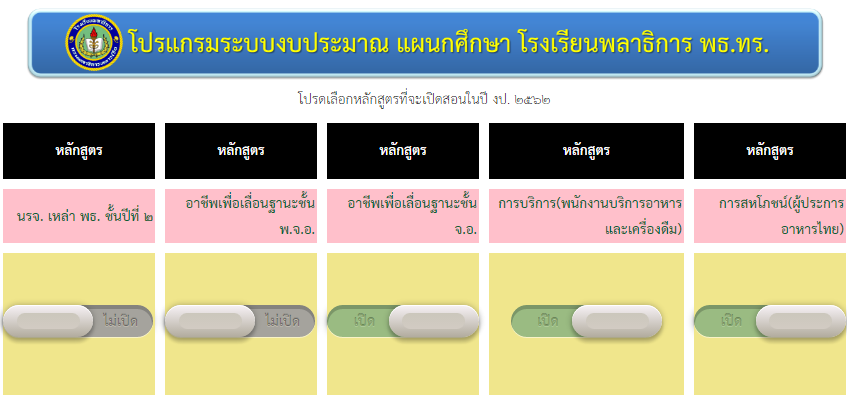 โปรแกรมระบบงบประมาณ แผนกศึกษา โรงเรียนพลาธิการ พธ.ทร.
โปรดเลือกหลักสูตรที่จะเปิดสอนในปี งป. ๒๕๖๒
หลักสูตร หลักสูตร หลักสูตร หลักสูตร หลักสูตร
นรจ. เหล่า พธ. ชั้นปีที่ ๒
อาชีพเพื่อเลื่อนฐานะชั้น
พ.จ.อ.
อาชีพเพื่อเลื่อนฐานะชั้น
จ.อ.
การบริการ(พนักงานบริการอาหาร
และเครื่องดื่ม)
การสหโภชน์(ผู้ประการ
อาหารไทย)
ไม่เปิด ไม่เปิด เปิด เปิด เปิด